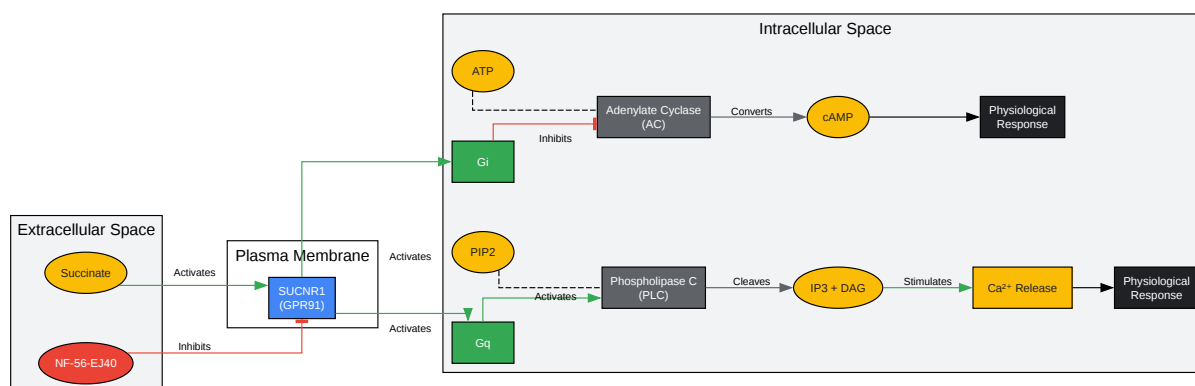 Intracellular Space
ATP
Adenylate Cyclase
(AC)
Converts
cAMP
Physiological
Response
Inhibits
Gi
Extracellular Space
Succinate
Activates
NF-56-EJ40
Inhibits
Plasma Membrane
SUCNR1
(GPR91)
Activates
Activates
PIP2
Phospholipase C
(PLC)
Activates
Gq
Cleaves
IP3 + DAG
Stimulates
Ca²⁺ Release
Physiological
Response